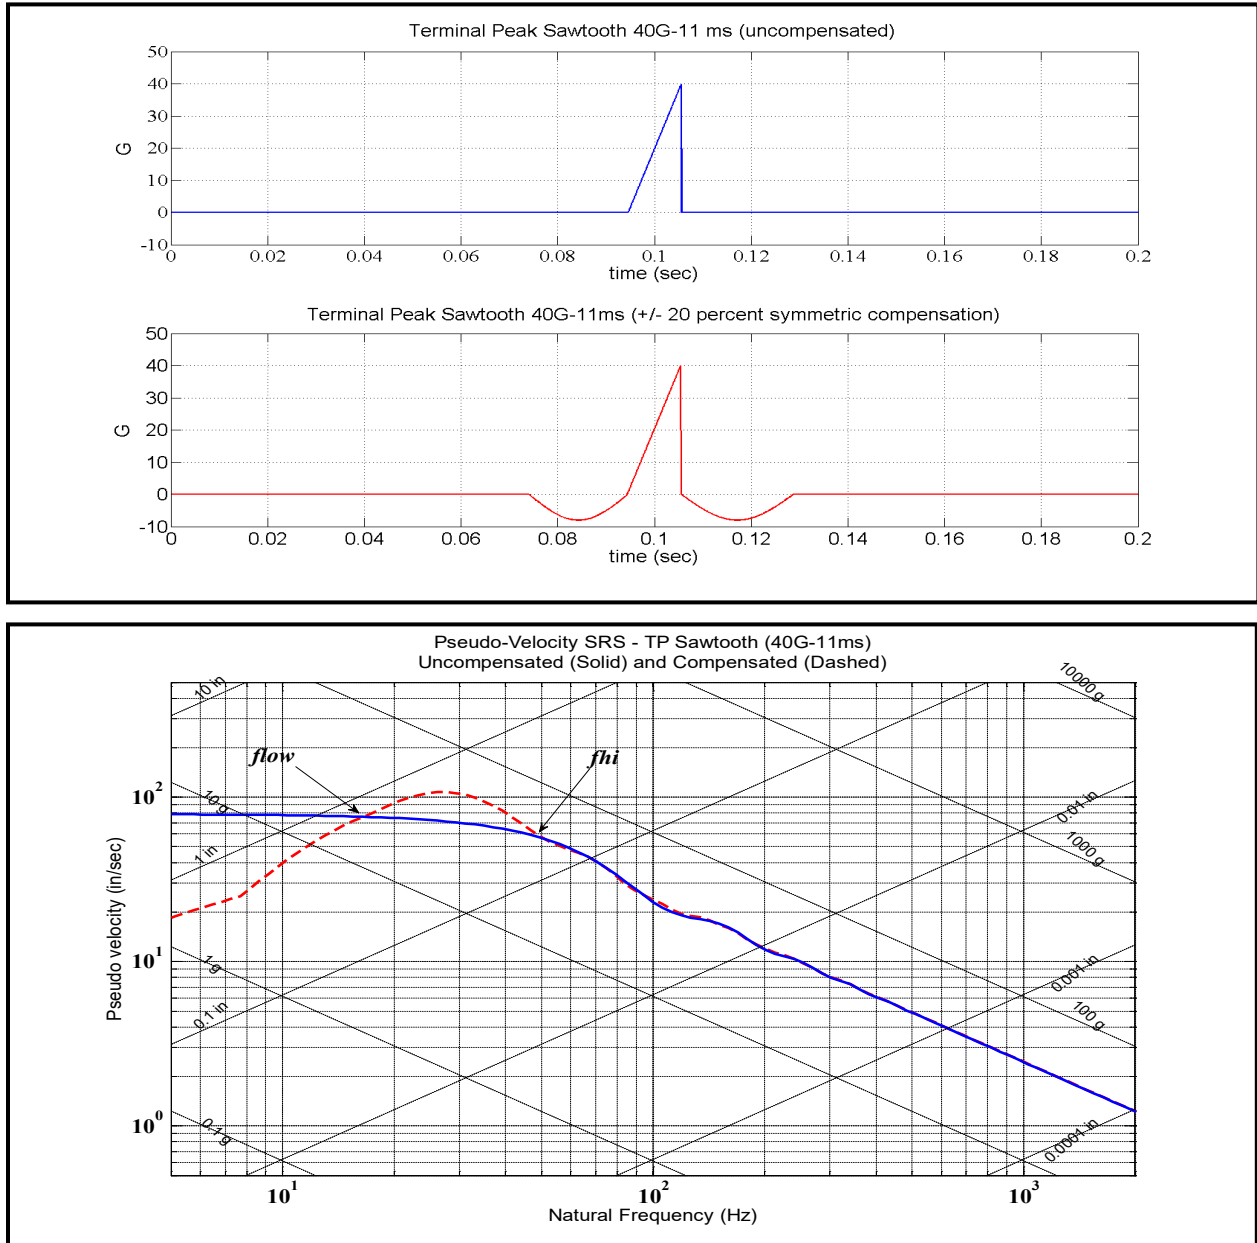 Terminal Peak Sawtooth 40G-11 ms (uncompensated)
50
40
30
20
10
0
-10
G
0 0.02 0.04 0.06 0.08 0.1 0.12 0.14 0.16 0.18 0.2
time (sec)
Terminal Peak Sawtooth 40G-11ms (+/- 20 percent symmetric compensation)
50
40
30
20
10
0
-10
G
0 0.02 0.04 0.06 0.08 0.1 0.12 0.14 0.16 0.18 0.2
time (sec)
Pseudo-Velocity SRS - TP Sawtooth (40G-11ms)
Uncompensated (Solid) and Compensated (Dashed)
10 in
10000 g
flow
fhi
10²
10 g
0.01 in
1 in
1000 g
Pseudo velocity (in/sec)
10¹
1 g
0.001 in
0.1 in
100 g
10⁰
0.1 g
0.0001 in
10¹ 10² 10³
Natural Frequency (Hz)